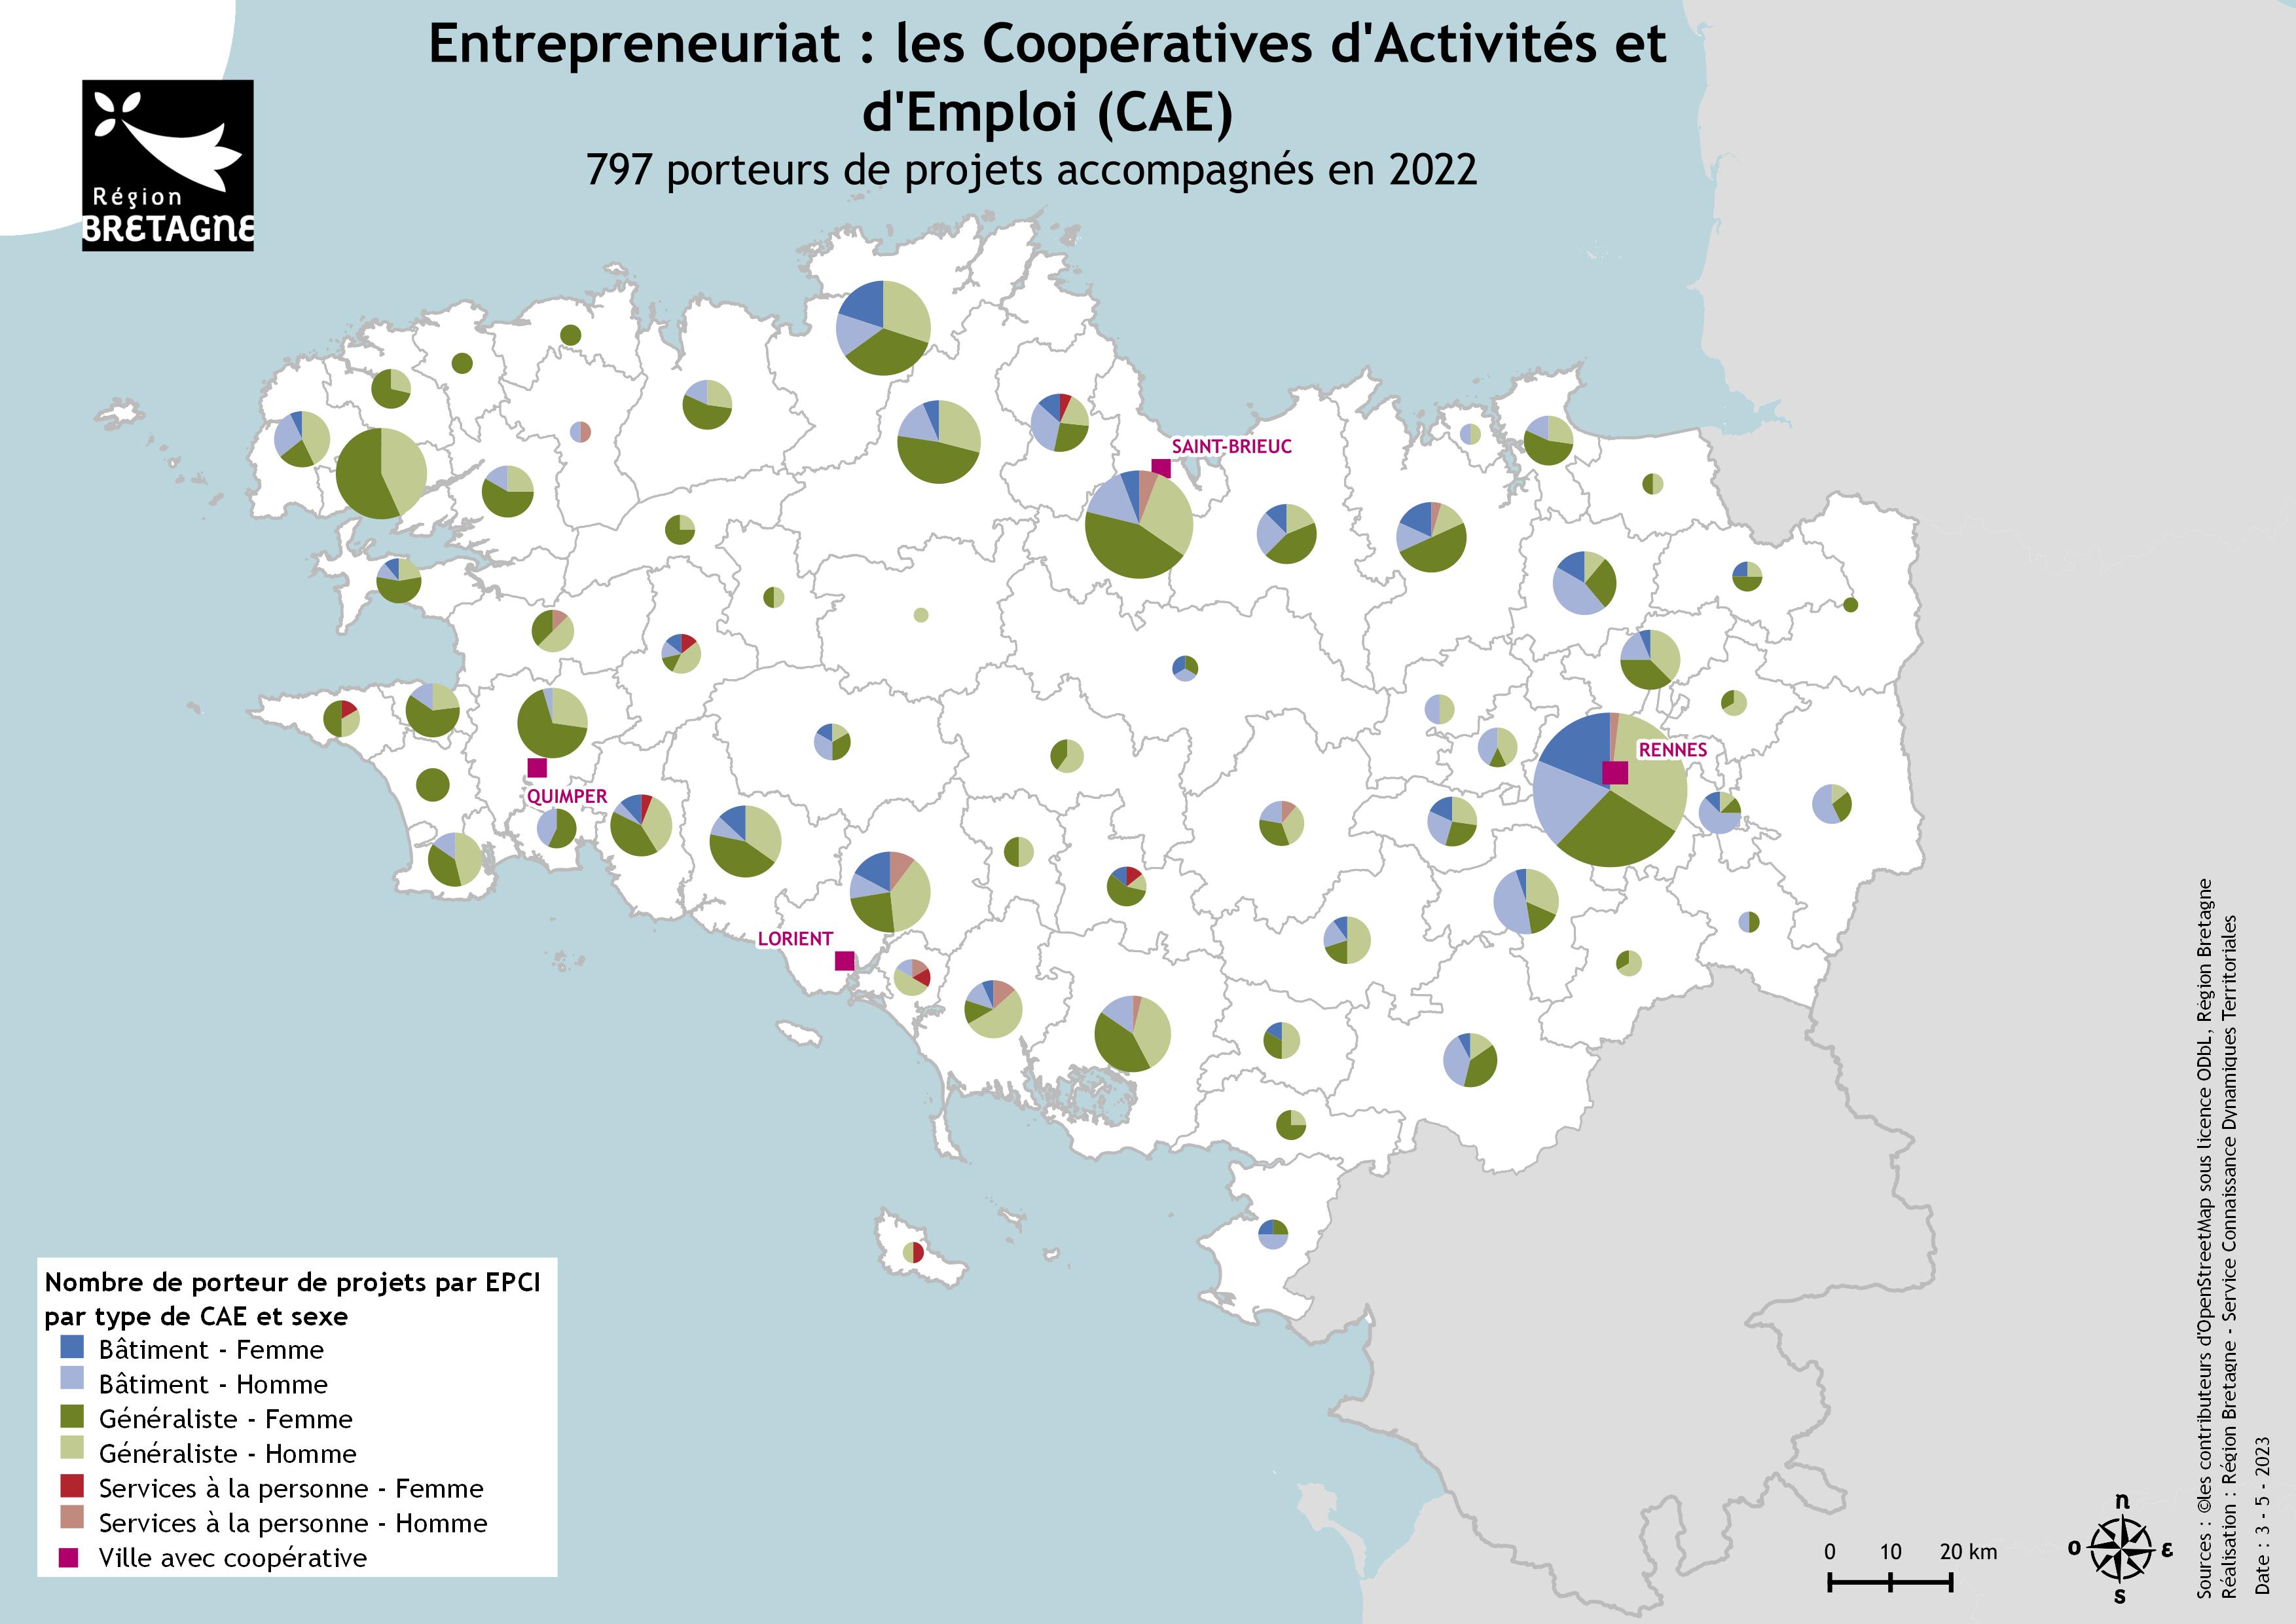 Entrepreneuriat : les Coopératives d'Activités et
d'Emploi (CAE)
797 porteurs de projets accompagnés en 2022
Région
BRETAGNE
SAINT-BRIEUC
RENNES
QUIMPER
LORIENT
Nombre de porteur de projets par EPCI
par type de CAE et sexe
Bâtiment - Femme
Bâtiment - Homme
Généraliste - Femme
Généraliste - Homme
Services à la personne - Femme
Services à la personne - Homme
Ville avec coopérative
0 10 20 km
n
o ε
s
Sources : ©les contributeurs d'OpenStreetMap sous licence ODbL, Région Bretagne
Réalisation : Région Bretagne - Service Connaissance Dynamiques Territoriales
Date : 3 - 5 - 2023